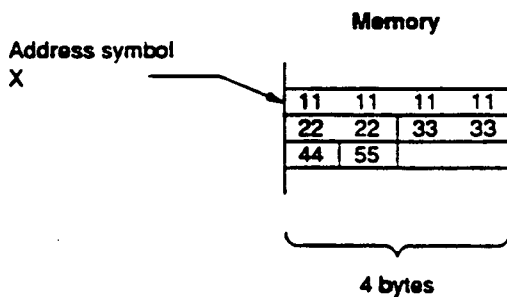 Memory
Address symbol
X
11 11 11 11
22 22 33 33
44 55
4 bytes